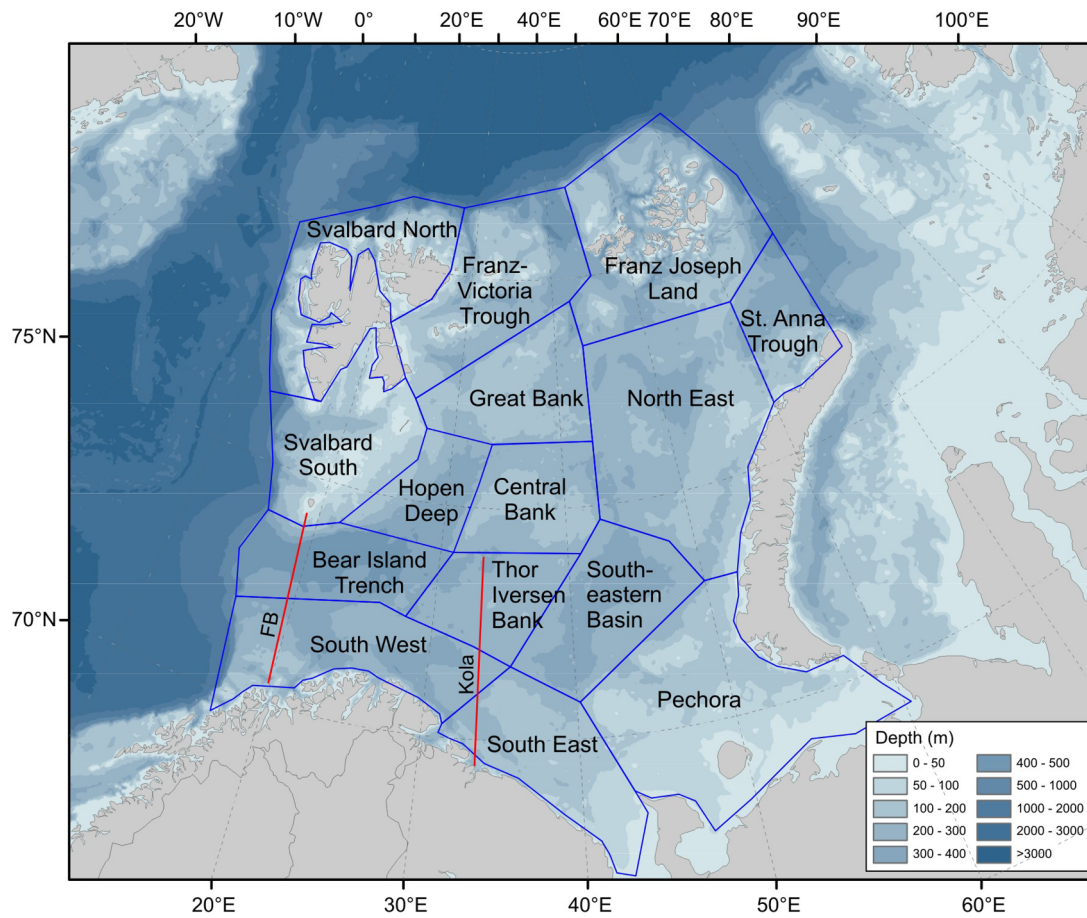 20°W 10°W 0° 10°E 20°E 30°E 40°E 50°E 60°E 70°E 80°E 90°E 100°E
75°N
70°N
Svalbard North
Franz-
Victoria
Trough
Franz Joseph
Land
St. Anna
Trough
Great Bank
North East
Svalbard
South
Hopen
Deep
Central
Bank
Bear Island
Trench
Thor
Iversen
Bank
South-
eastern
Basin
FB
South West
Kola
Pechora
South East
Depth (m)
0 - 50
50 - 100
100 - 200
200 - 300
300 - 400
400 - 500
500 - 1000
1000 - 2000
2000 - 3000
>3000
20°E 30°E 40°E 50°E 60°E